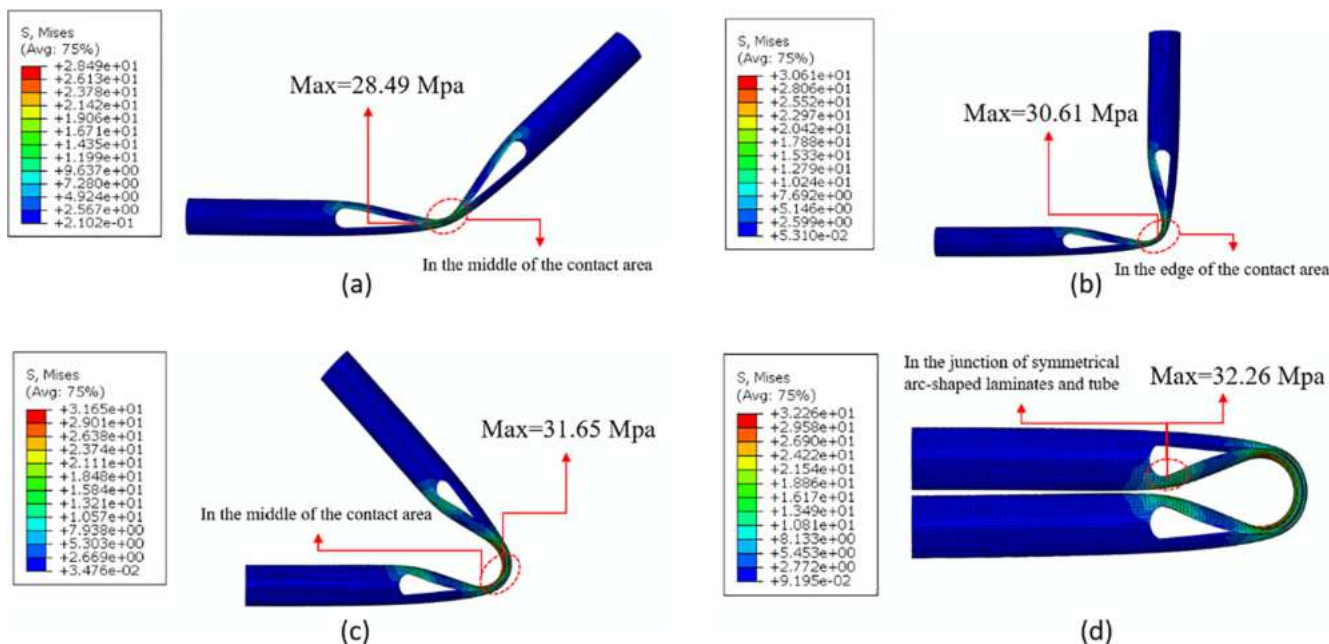 S, Mises
(Avg: 75%)
+2.849e+01
+2.613e+01
+2.378e+01
+2.142e+01
+1.906e+01
+1.671e+01
+1.435e+01
+1.199e+01
+9.637e+00
+7.280e+00
+4.924e+00
+2.567e+00
+2.102e-01
Max=28.49 Mpa
In the middle of the contact area
(a)
S, Mises
(Avg: 75%)
+3.061e+01
+2.806e+01
+2.552e+01
+2.297e+01
+2.042e+01
+1.788e+01
+1.533e+01
+1.279e+01
+1.024e+01
+7.692e+00
+5.146e+00
+2.599e+00
+5.310e-02
Max=30.61 Mpa
In the edge of the contact area
(b)
S, Mises
(Avg: 75%)
+3.165e+01
+2.901e+01
+2.638e+01
+2.374e+01
+2.111e+01
+1.848e+01
+1.584e+01
+1.321e+01
+1.057e+01
+7.938e+00
+5.303e+00
+2.669e+00
+3.476e-02
Max=31.65 Mpa
In the middle of the contact area
(c)
S, Mises
(Avg: 75%)
+3.226e+01
+2.958e+01
+2.690e+01
+2.422e+01
+2.154e+01
+1.886e+01
+1.617e+01
+1.349e+01
+1.081e+01
+8.133e+00
+5.453e+00
+2.772e+00
+9.195e-02
In the junction of symmetrical
arc-shaped laminates and tube
Max=32.26 Mpa
(d)